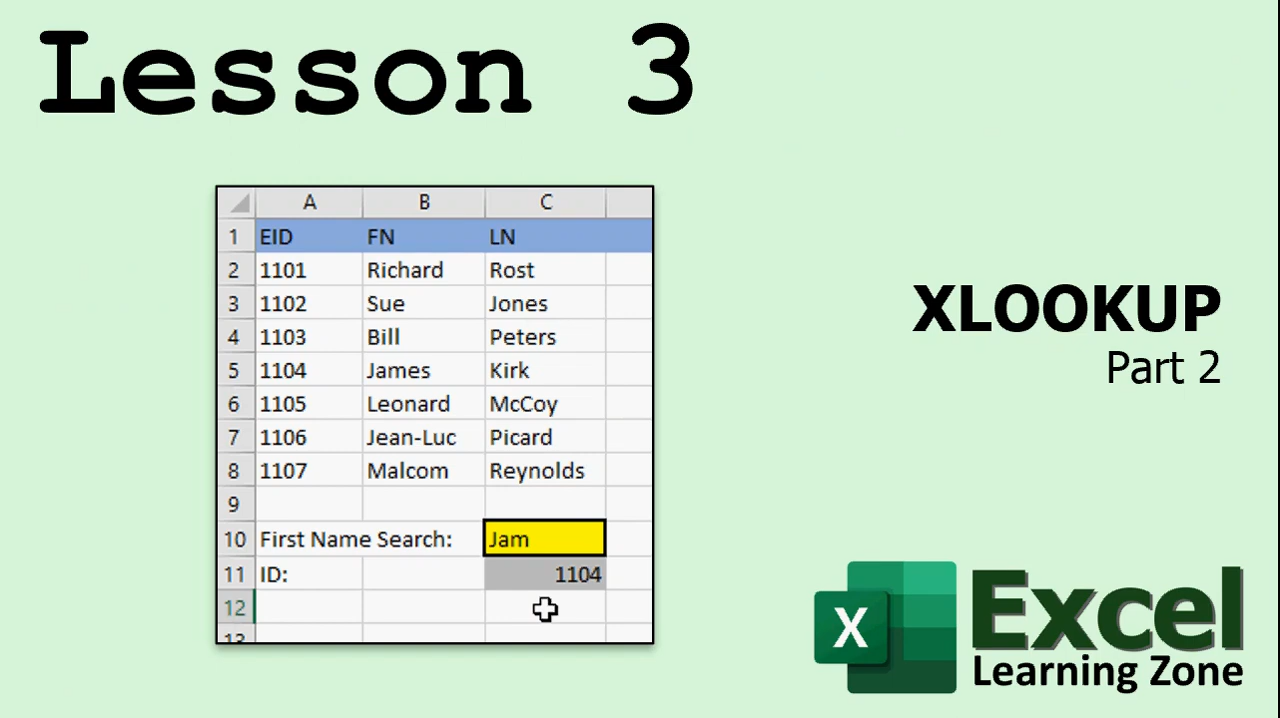 Lesson 3
A B C
1 EID FN LN
2 1101 Richard Rost
3 1102 Sue Jones
4 1103 Bill Peters
5 1104 James Kirk
6 1105 Leonard McCoy
7 1106 Jean-Luc Picard
8 1107 Malcom Reynolds
9
10 First Name Search: Jam
11 ID: 1104
12
13
XLOOKUP
Part 2
X Excel
Learning Zone